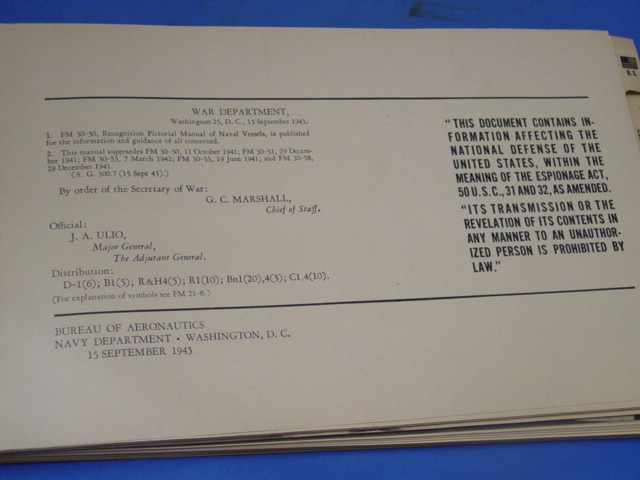 WAR DEPARTMENT,
Washington 25, D. C., 15 September 1943.
1. FM 30-50, Recognition Pictorial Manual of Naval Vessels, is published
for the information and guidance of all concerned.
2. This manual supersedes FM 30-50, 11 October 1941; FM 30-51, 29 Decem-
ber 1941; FM 30-53, 7 March 1942; FM 30-55, 19 June 1941; and FM 30-58,
29 December 1941.
(A. G. 300.7 (15 Sept 43).)
By order of the Secretary of War:
G. C. MARSHALL,
Chief of Staff.
Official:
J. A. ULIO,
Major General,
The Adjutant General.
Distribution:
D-1(6); B1(5); R&H4(5); R1(10); Bn1(20),4(3); C1,4(10).
(For explanation of symbols see FM 21-6.)
BUREAU OF AERONAUTICS
NAVY DEPARTMENT • WASHINGTON, D. C.
15 SEPTEMBER 1943
"THIS DOCUMENT CONTAINS IN-
FORMATION AFFECTING THE
NATIONAL DEFENSE OF THE
UNITED STATES, WITHIN THE
MEANING OF THE ESPIONAGE ACT,
50 U.S.C., 31 AND 32, AS AMENDED.
"ITS TRANSMISSION OR THE
REVELATION OF ITS CONTENTS IN
ANY MANNER TO AN UNAUTHOR-
IZED PERSON IS PROHIBITED BY
LAW."
U.S.